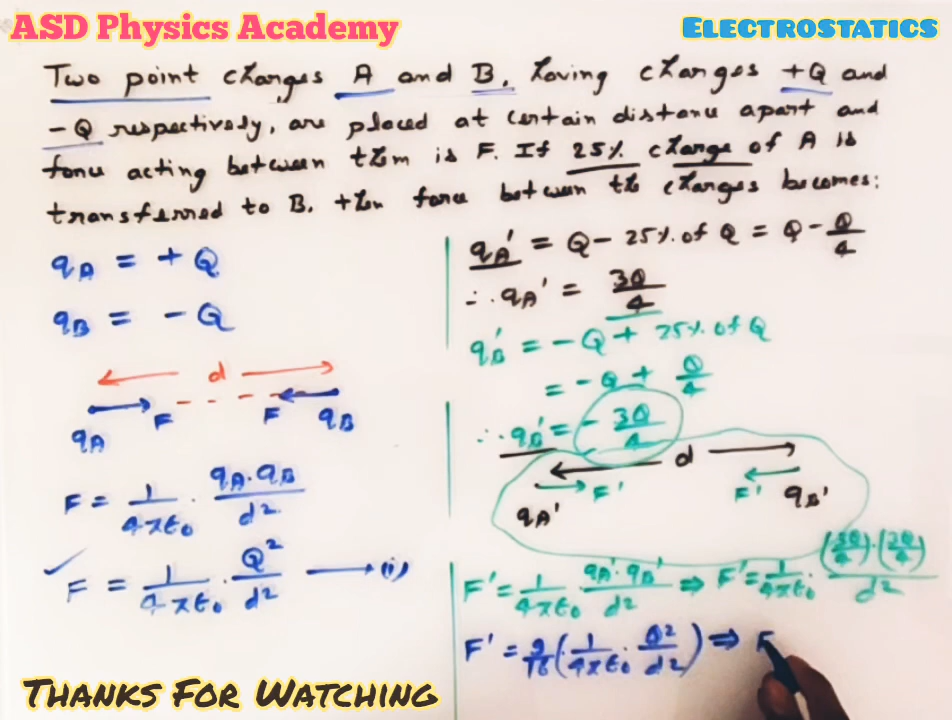 ASD Physics Academy
ELECTROSTATICS
Two point charges A and B, having charges +Q and
-Q respectively, are placed at certain distance apart and
force acting between them is F. If 25% charge of A is
transferred to B, then force between the charges becomes:
qA = + Q
qB = - Q
d
F F
qA qB
F = 1/4πε₀ · qA·qB/d²
✓ F = 1/4πε₀ · Q²/d² ⟶ (i)
qA' = Q - 25% of Q = Q - Q/4
∴ qA' = 3Q/4
qB' = - Q + 25% of Q
= - Q + Q/4
∴ qB' = - 3Q/4
d
F' F'
qA' qB'
F' = 1/4πε₀ · qA'·qB'/d² ⇒ F' = 1/4πε₀ · (3Q/4)·(3Q/4)/d²
F' = 9/16 (1/4πε₀ · Q²/d²) ⇒ F
THANKS FOR WATCHING